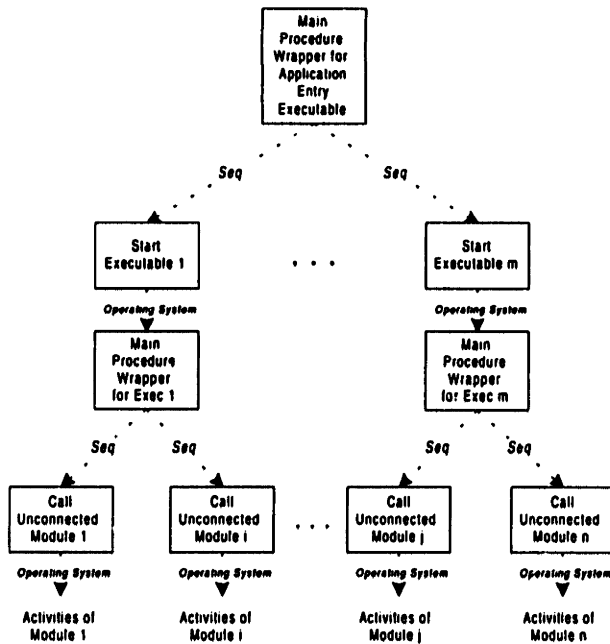 Main
Procedure
Wrapper for
Application
Entry
Executable
Seq
Seq
Start
Executable 1
. . .
Start
Executable m
Operating System
Operating System
Main
Procedure
Wrapper
for Exec 1
Main
Procedure
Wrapper
for Exec m
Seq
Seq
Seq
Seq
Call
Unconnected
Module 1
Call
Unconnected
Module i
. . .
Call
Unconnected
Module j
Call
Unconnected
Module n
Operating System
Operating System
Operating System
Operating System
Activities of
Module 1
Activities of
Module i
Activities of
Module j
Activities of
Module n